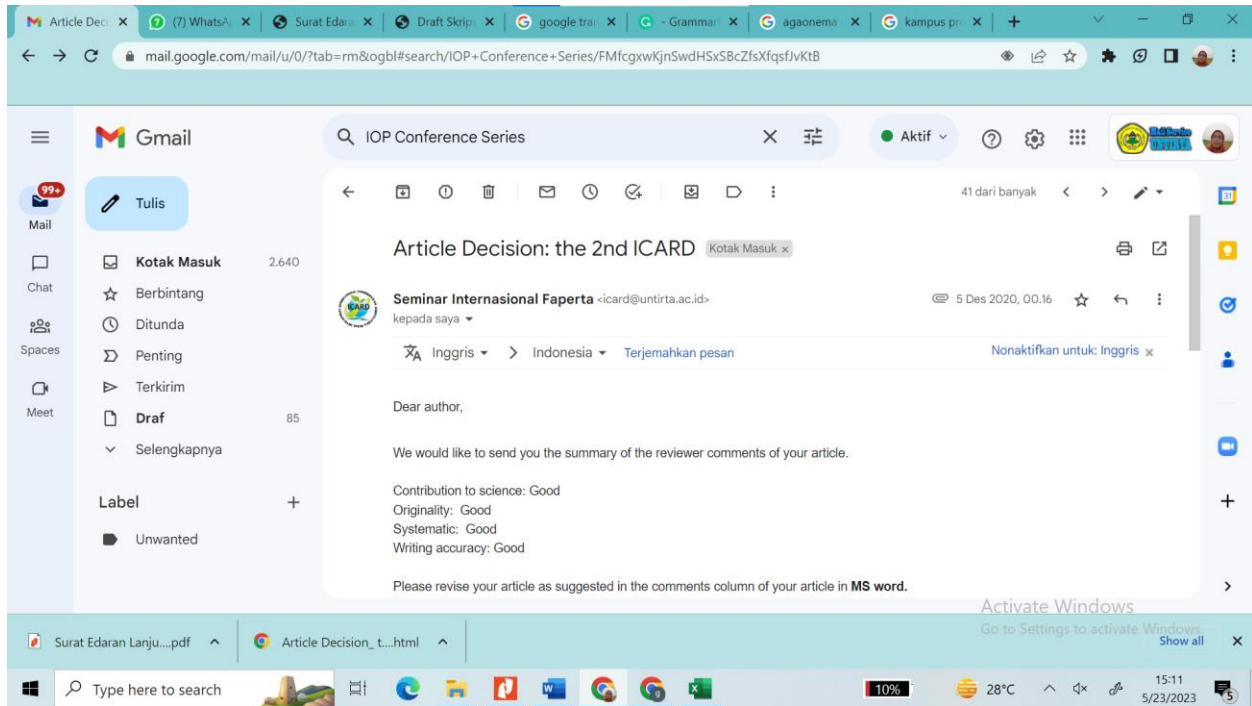 Article Deci
(7) WhatsA
Surat Edara
Draft Skrips
google tran
- Grammarl
agaonema
kampus pr
mail.google.com/mail/u/0/?tab=rm&ogbl#search/IOP+Conference+Series/FMfcgxwKjnSwdHSxSBcZfsXfqsfJvKtB
Gmail
IOP Conference Series
Aktif
99+
Mail
Chat
Spaces
Meet
Tulis
Kotak Masuk 2.640
Berbintang
Ditunda
Penting
Terkirim
Draf 85
Selengkapnya
Label
Unwanted
41 dari banyak
31
Article Decision: the 2nd ICARD Kotak Masuk x
ICARD
Seminar Internasional Faperta <icard@untirta.ac.id> 5 Des 2020, 00.16
kepada saya
Inggris > Indonesia Terjemahkan pesan Nonaktifkan untuk: Inggris x
Dear author,
We would like to send you the summary of the reviewer comments of your article.
Contribution to science: Good
Originality: Good
Systematic: Good
Writing accuracy: Good
Please revise your article as suggested in the comments column of your article in MS word.
Activate Windows
Go to Settings to activate Windows.
Surat Edaran Lanju....pdf
Article Decision_ t....html
Show all
Type here to search
10%
28°C
15:11
5/23/2023
5